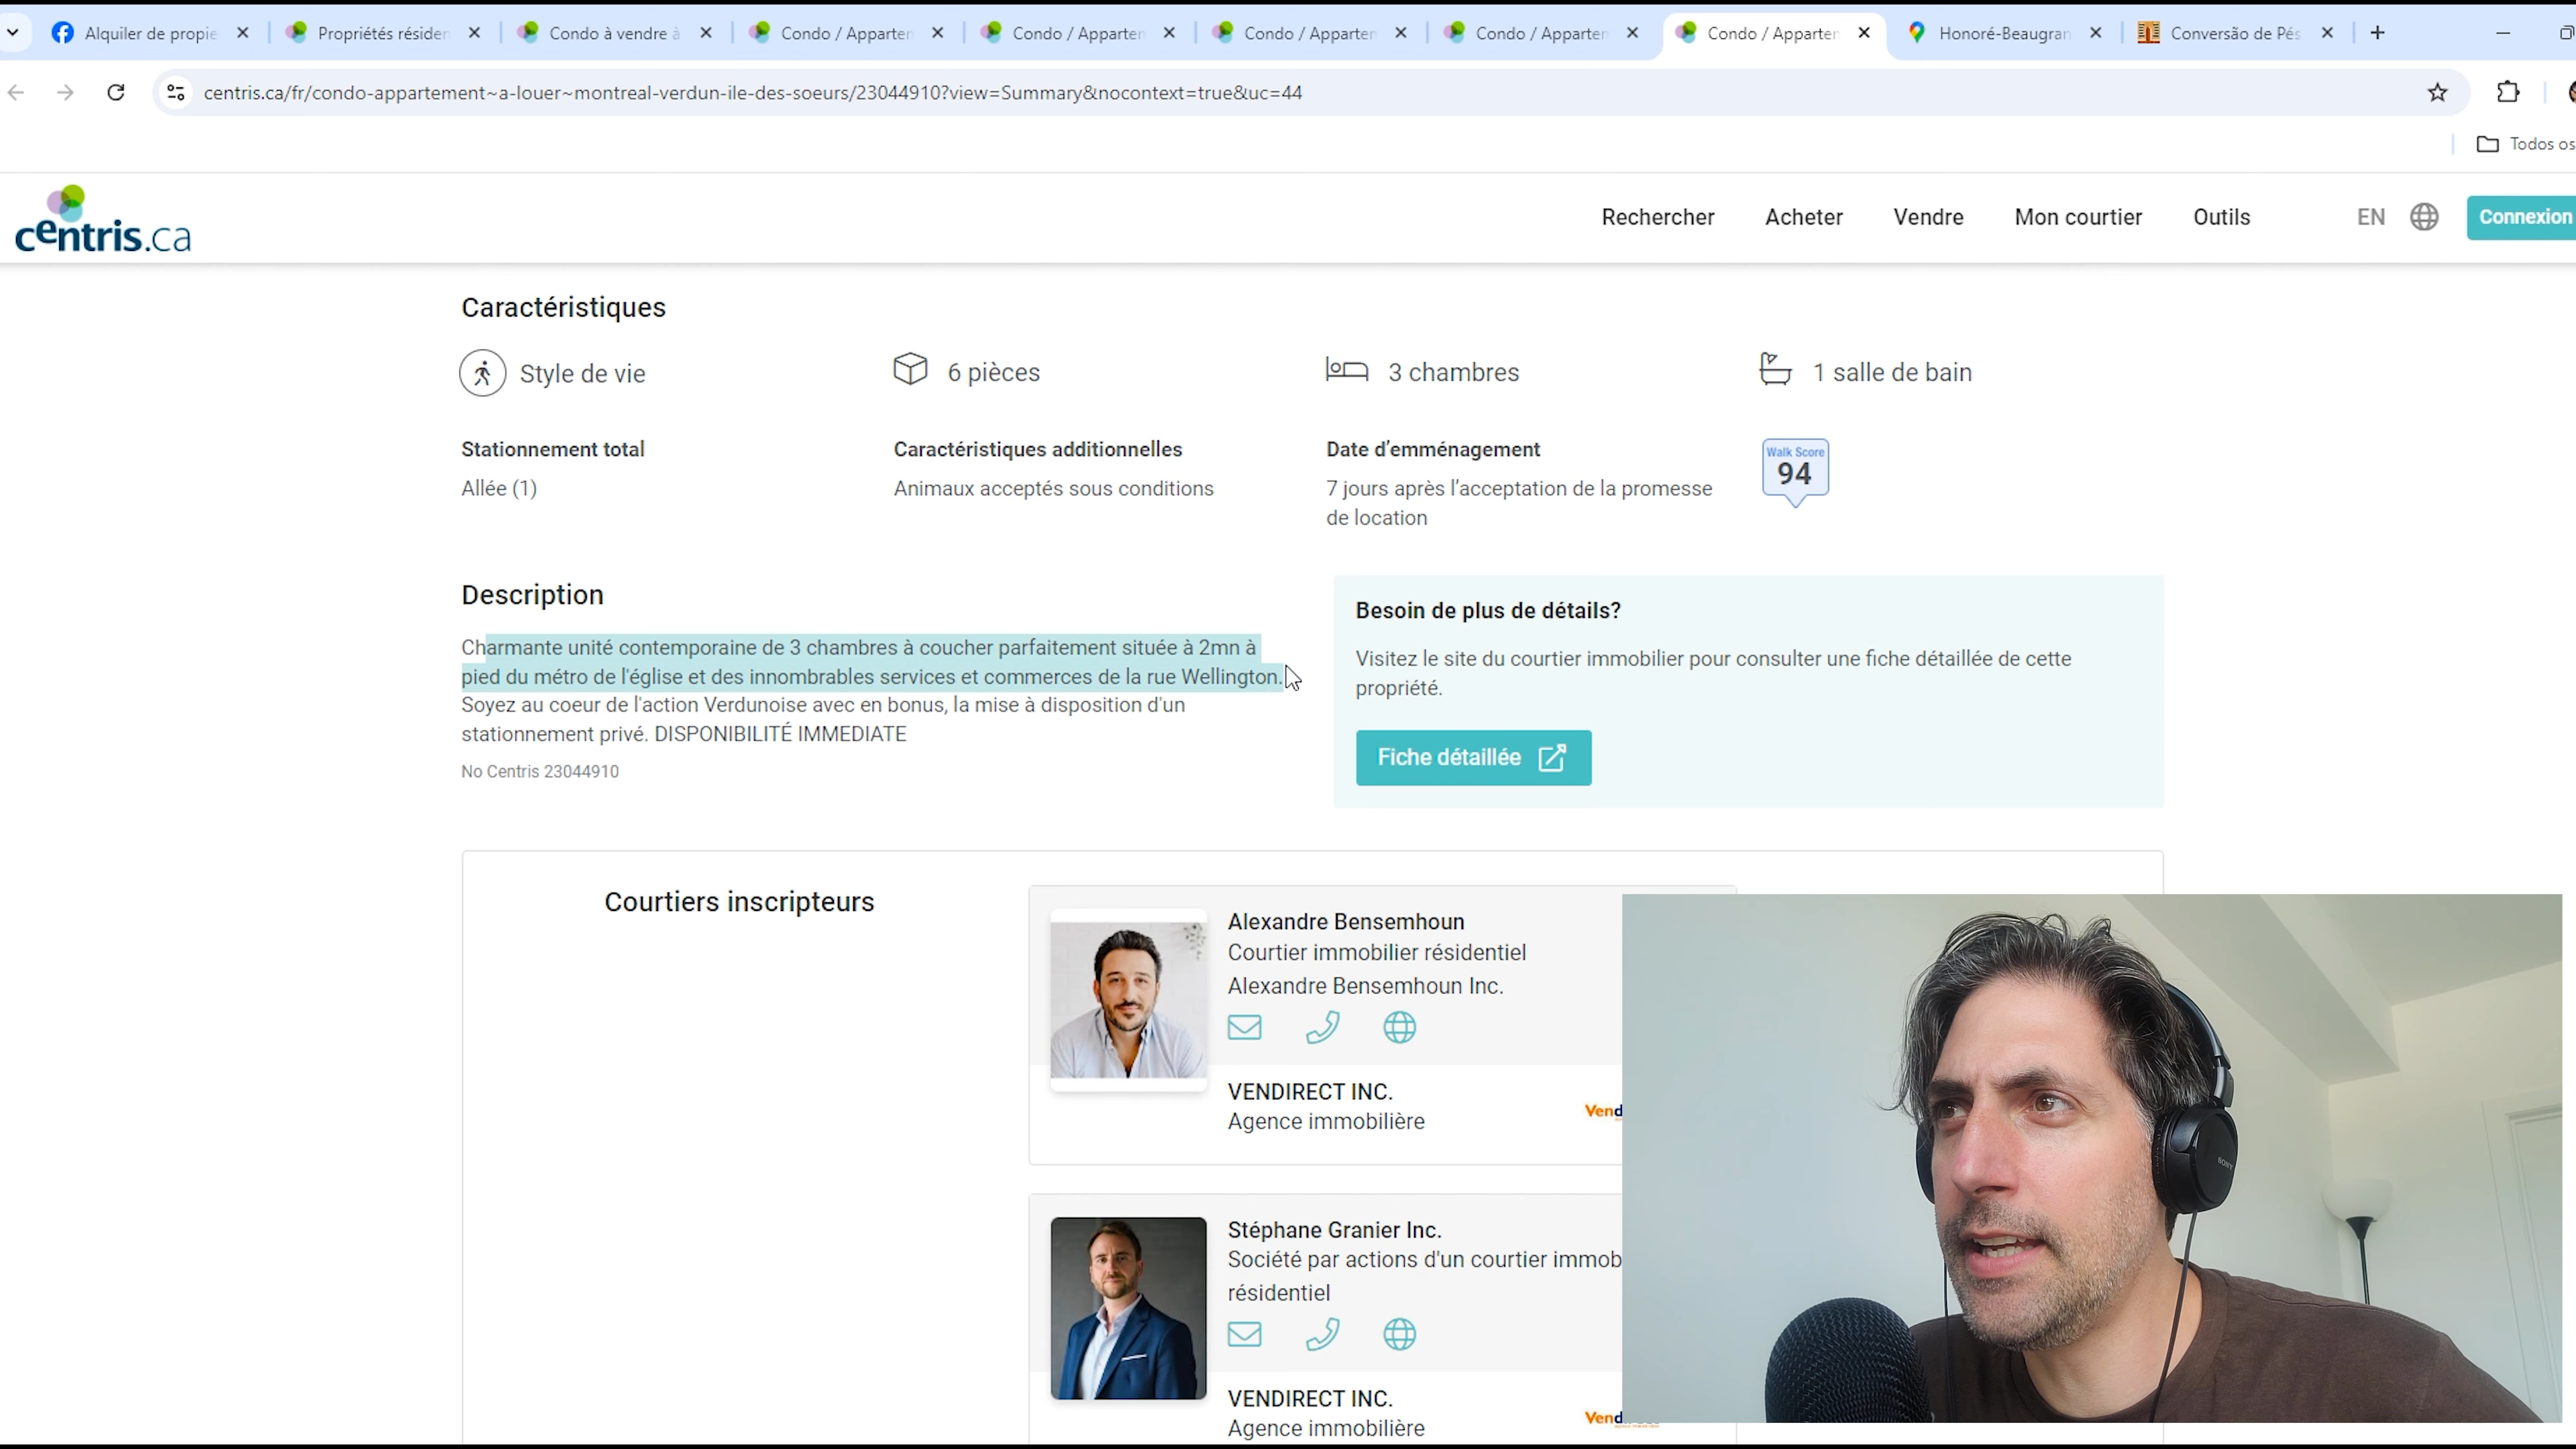 Alquiler de propie
Propriétés résiden
Condo à vendre à
Condo / Apparten
Condo / Apparten
Condo / Apparten
Condo / Apparten
Condo / Apparten
Honoré-Beaugran
Conversão de Pés
centris.ca/fr/condo-appartement~a-louer~montreal-verdun-ile-des-soeurs/23044910?view=Summary&nocontext=true&uc=44
Todos os
centris.ca
Rechercher
Acheter
Vendre
Mon courtier
Outils
EN
Connexion
Caractéristiques
Style de vie
6 pièces
3 chambres
1 salle de bain
Stationnement total
Allée (1)
Caractéristiques additionnelles
Animaux acceptés sous conditions
Date d’emménagement
7 jours après l’acceptation de la promesse
de location
Walk Score
94
Description
Charmante unité contemporaine de 3 chambres à coucher parfaitement située à 2mn à
pied du métro de l'église et des innombrables services et commerces de la rue Wellington.
Soyez au coeur de l'action Verdunoise avec en bonus, la mise à disposition d'un
stationnement privé. DISPONIBILITÉ IMMEDIATE
No Centris 23044910
Besoin de plus de détails?
Visitez le site du courtier immobilier pour consulter une fiche détaillée de cette
propriété.
Fiche détaillée
Courtiers inscripteurs
Alexandre Bensemhoun
Courtier immobilier résidentiel
Alexandre Bensemhoun Inc.
VENDIRECT INC.
Agence immobilière
Vend
Stéphane Granier Inc.
Société par actions d'un courtier immob
résidentiel
VENDIRECT INC.
Agence immobilière
Vend
SONY